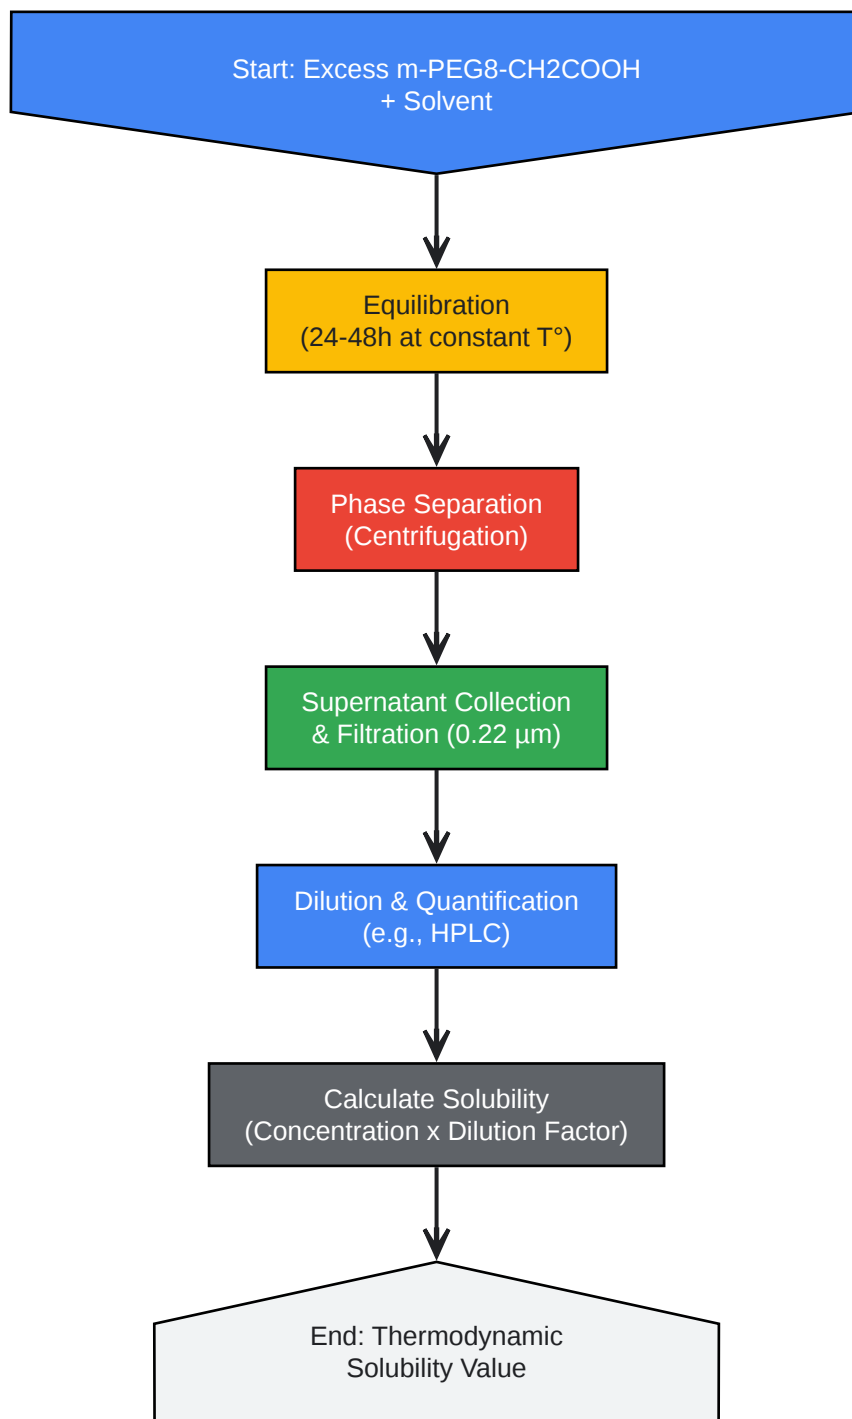 Start: Excess m-PEG8-CH2COOH
+ Solvent
Equilibration
(24-48h at constant T°)
Phase Separation
(Centrifugation)
Supernatant Collection
& Filtration (0.22 µm)
Dilution & Quantification
(e.g., HPLC)
Calculate Solubility
(Concentration x Dilution Factor)
End: Thermodynamic
Solubility Value